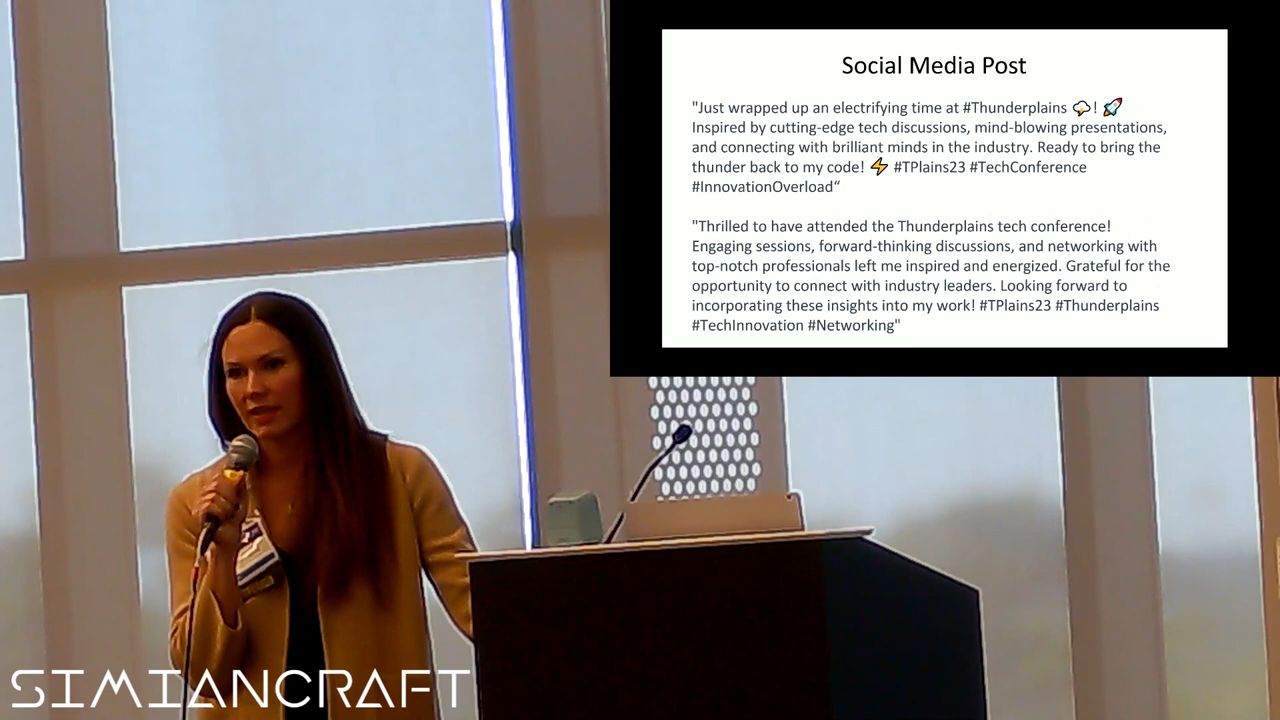 Social Media Post
"Just wrapped up an electrifying time at #Thunderplains 🌩️! 🚀
Inspired by cutting-edge tech discussions, mind-blowing presentations,
and connecting with brilliant minds in the industry. Ready to bring the
thunder back to my code! ⚡ #TPlains23 #TechConference
#InnovationOverload“
"Thrilled to have attended the Thunderplains tech conference!
Engaging sessions, forward-thinking discussions, and networking with
top-notch professionals left me inspired and energized. Grateful for the
opportunity to connect with industry leaders. Looking forward to
incorporating these insights into my work! #TPlains23 #Thunderplains
#TechInnovation #Networking"
SIMIANCRAFT